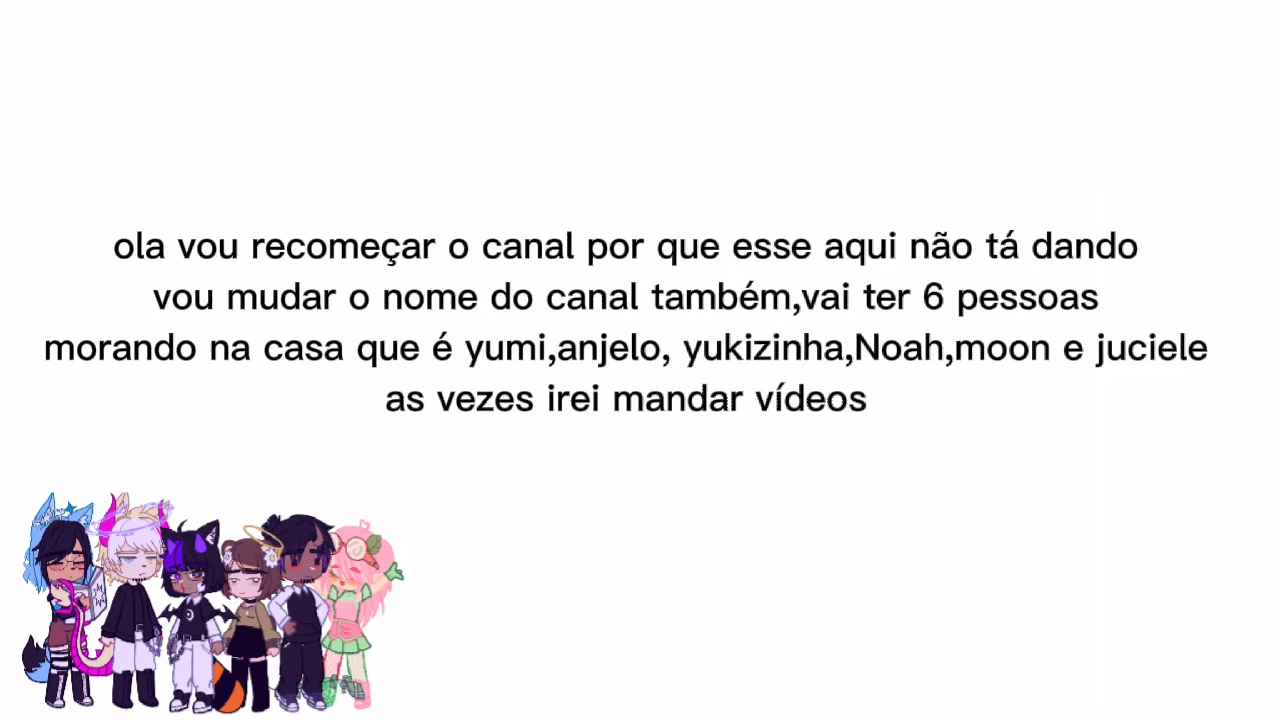 ola vou recomeçar o canal por que esse aqui não tá dando
vou mudar o nome do canal também,vai ter 6 pessoas
morando na casa que é yumi,anjelo, yukizinha,Noah,moon e juciele
as vezes irei mandar vídeos